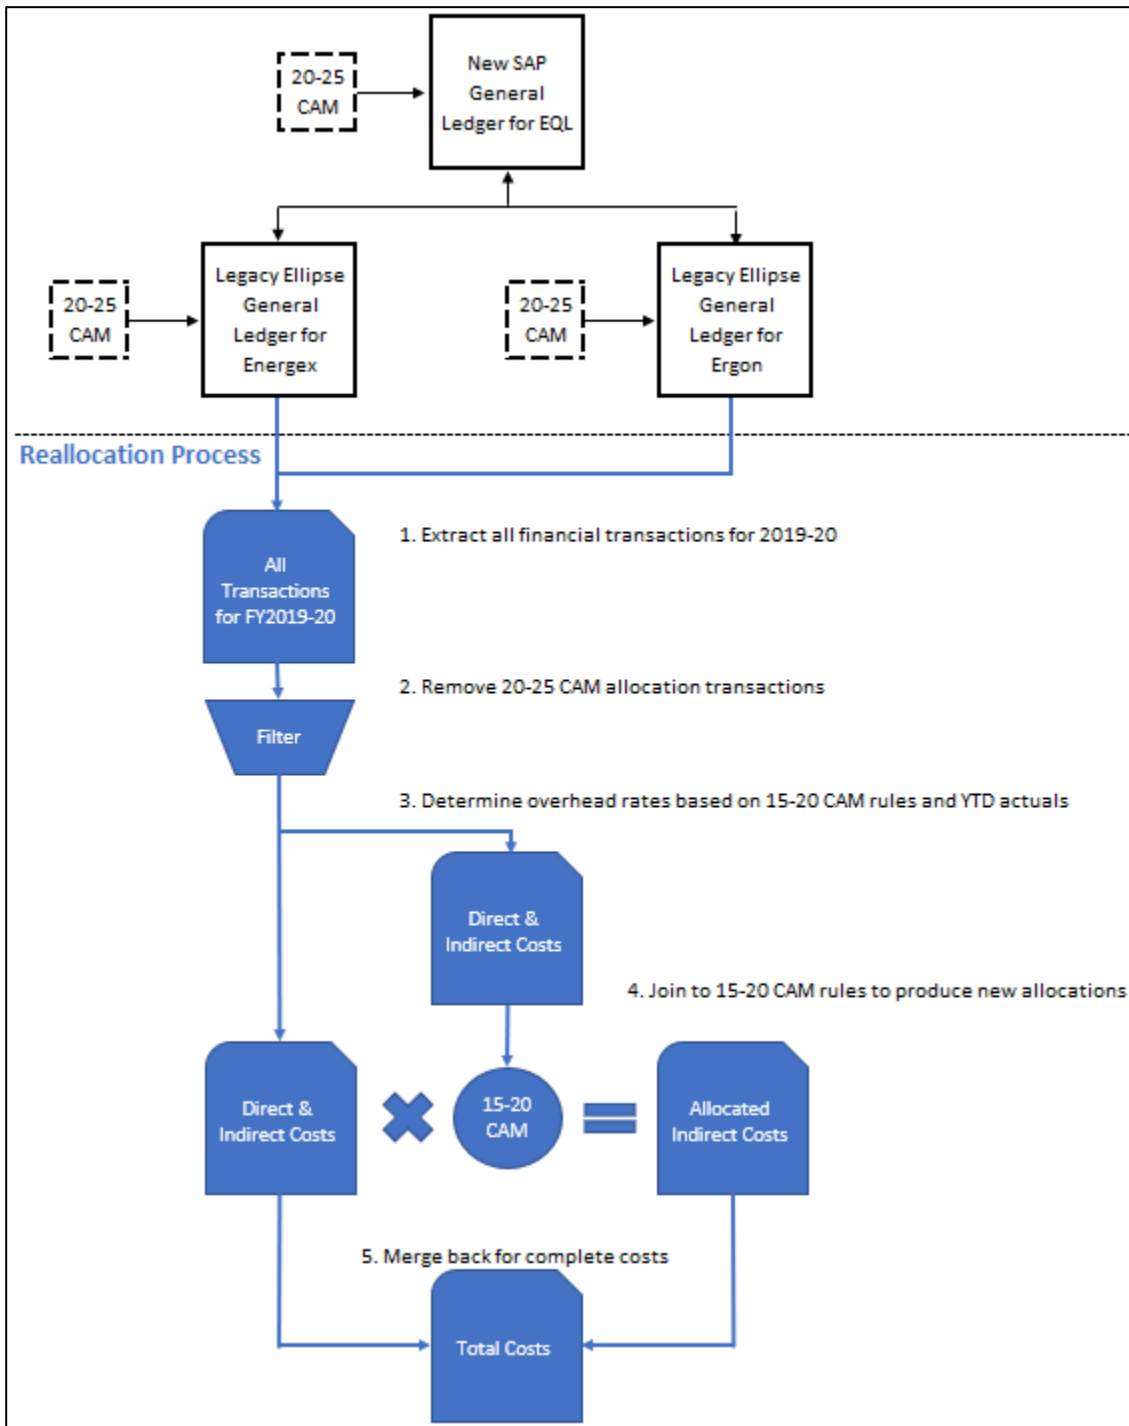 20-25
CAM
New SAP
General
Ledger for EQL
20-25
CAM
Legacy Ellipse
General
Ledger for
Energex
20-25
CAM
Legacy Ellipse
General
Ledger for
Ergon
Reallocation Process
All
Transactions
for FY2019-20
1. Extract all financial transactions for 2019-20
2. Remove 20-25 CAM allocation transactions
Filter
3. Determine overhead rates based on 15-20 CAM rules and YTD actuals
Direct &
Indirect Costs
4. Join to 15-20 CAM rules to produce new allocations
Direct &
Indirect Costs
15-20
CAM
Allocated
Indirect Costs
5. Merge back for complete costs
Total Costs